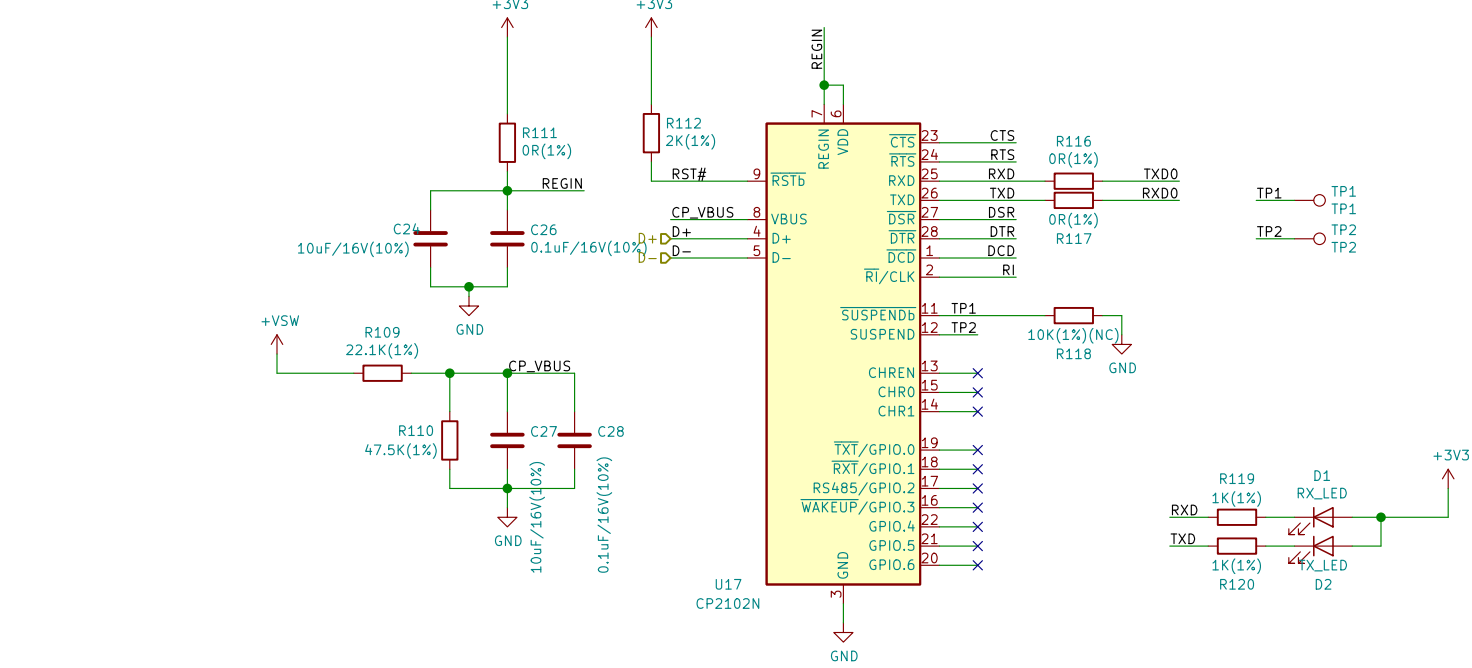 +3V3
+3V3
REGIN
R111
0R(1%)
R112
2K(1%)
REGIN
C24
10uF/16V(10%)
C26
0.1uF/16V(10%)
GND
RST#
CP_VBUS
D+
D+
D-
D-
+VSW
R109
22.1K(1%)
CP_VBUS
R110
47.5K(1%)
C27
10uF/16V(10%)
C28
0.1uF/16V(10%)
GND
7
6
REGIN
VDD
9 RSTb
8 VBUS
4 D+
5 D-
CTS 23 CTS
RTS 24 RTS
RXD 25 RXD
TXD 26 TXD
DSR 27 DSR
DTR 28 DTR
DCD 1 DCD
RI/CLK 2 RI
SUSPENDb 11 TP1
SUSPEND 12 TP2
CHREN 13
CHR0 15
CHR1 14
TXT/GPIO.0 19
RXT/GPIO.1 18
RS485/GPIO.2 17
WAKEUP/GPIO.3 16
GPIO.4 22
GPIO.5 21
GPIO.6 20
GND
3
U17
CP2102N
GND
R116
0R(1%)
TXD0
RXD0
0R(1%)
R117
10K(1%)(NC)
R118
GND
TP1
TP1
TP1
TP2
TP2
TP2
+3V3
R119
1K(1%)
D1
RX_LED
RXD
TXD
1K(1%)
R120
TX_LED
D2